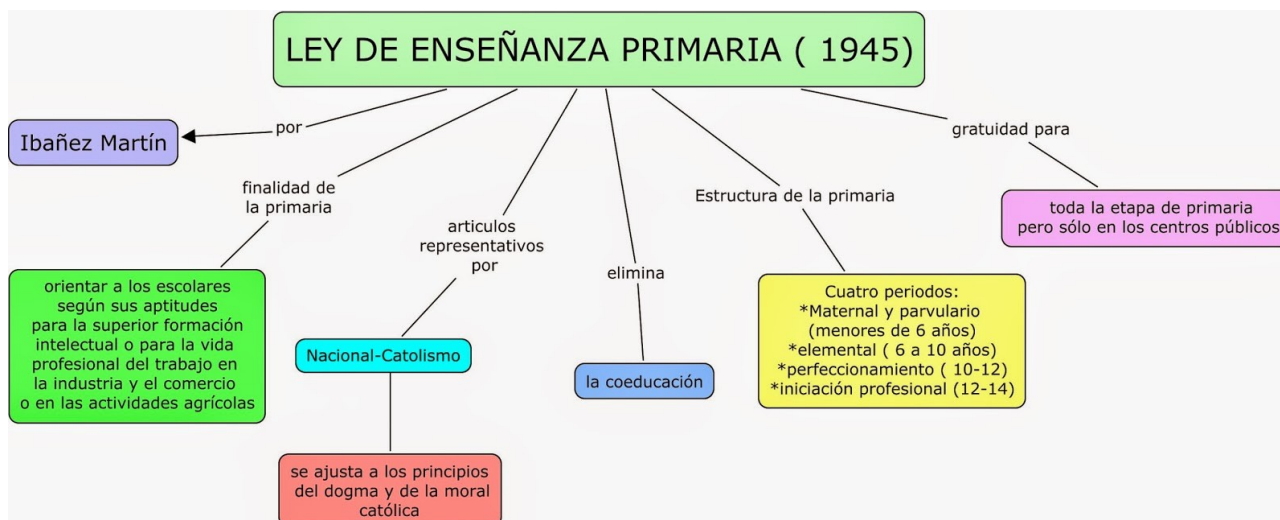 LEY DE ENSEÑANZA PRIMARIA ( 1945)
por
Ibañez Martín
gratuidad para
toda la etapa de primaria
pero sólo en los centros públicos
finalidad de
la primaria
orientar a los escolares
según sus aptitudes
para la superior formación
intelectual o para la vida
profesional del trabajo en
la industria y el comercio
o en las actividades agrícolas
articulos
representativos
por
Nacional-Catolismo
se ajusta a los principios
del dogma y de la moral
católica
elimina
la coeducación
Estructura de la primaria
Cuatro periodos:
*Maternal y parvulario
(menores de 6 años)
*elemental ( 6 a 10 años)
*perfeccionamiento ( 10-12)
*iniciación profesional (12-14)